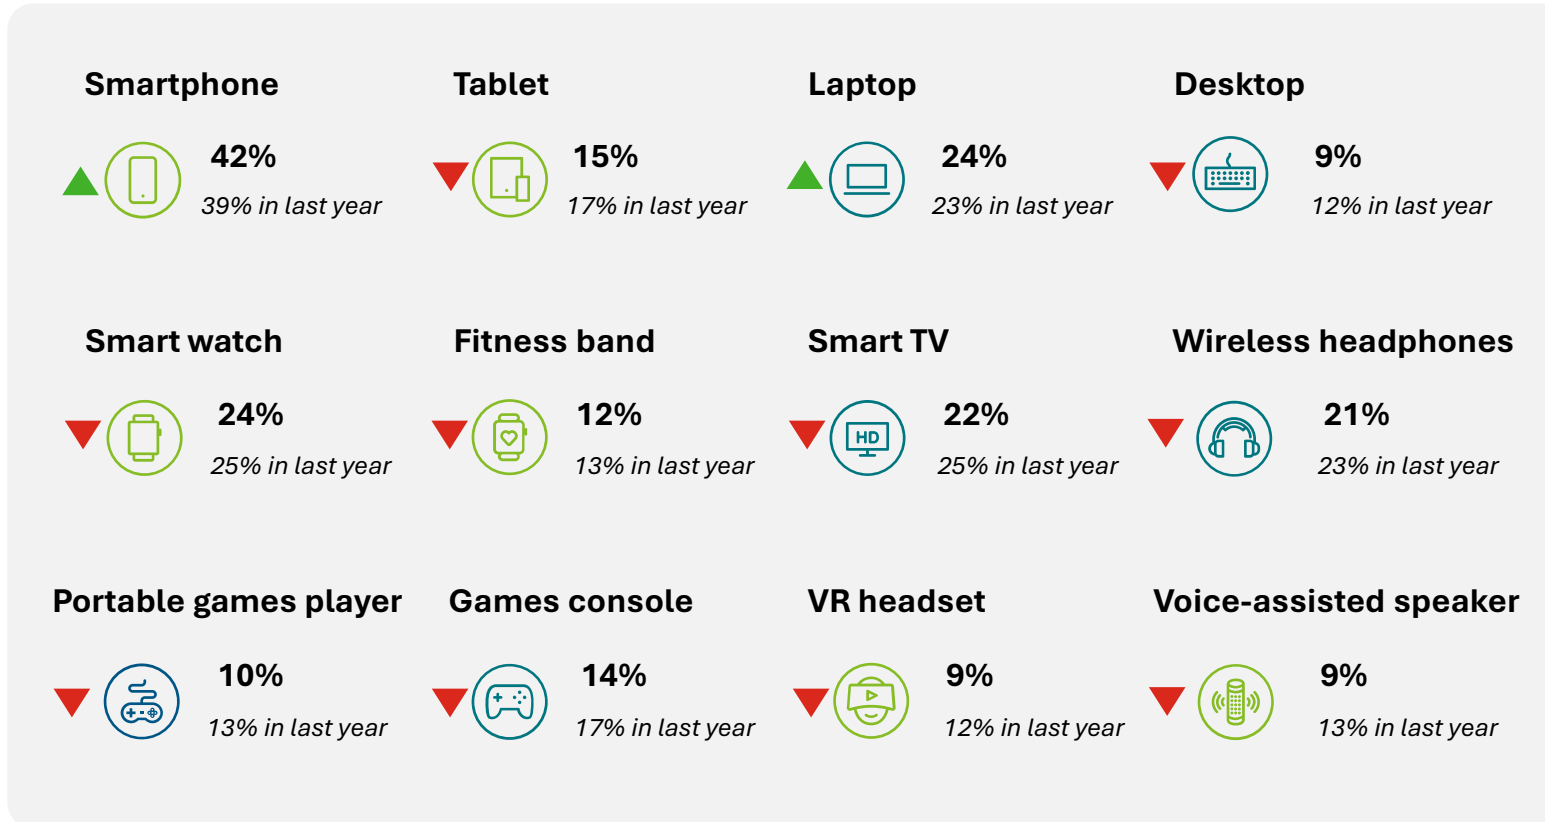 Smartphone
42%
39% in last year
Tablet
15%
17% in last year
Laptop
24%
23% in last year
Desktop
9%
12% in last year
Smart watch
24%
25% in last year
Fitness band
12%
13% in last year
Smart TV
HD
22%
25% in last year
Wireless headphones
21%
23% in last year
Portable games player
10%
13% in last year
Games console
14%
17% in last year
VR headset
9%
12% in last year
Voice-assisted speaker
9%
13% in last year